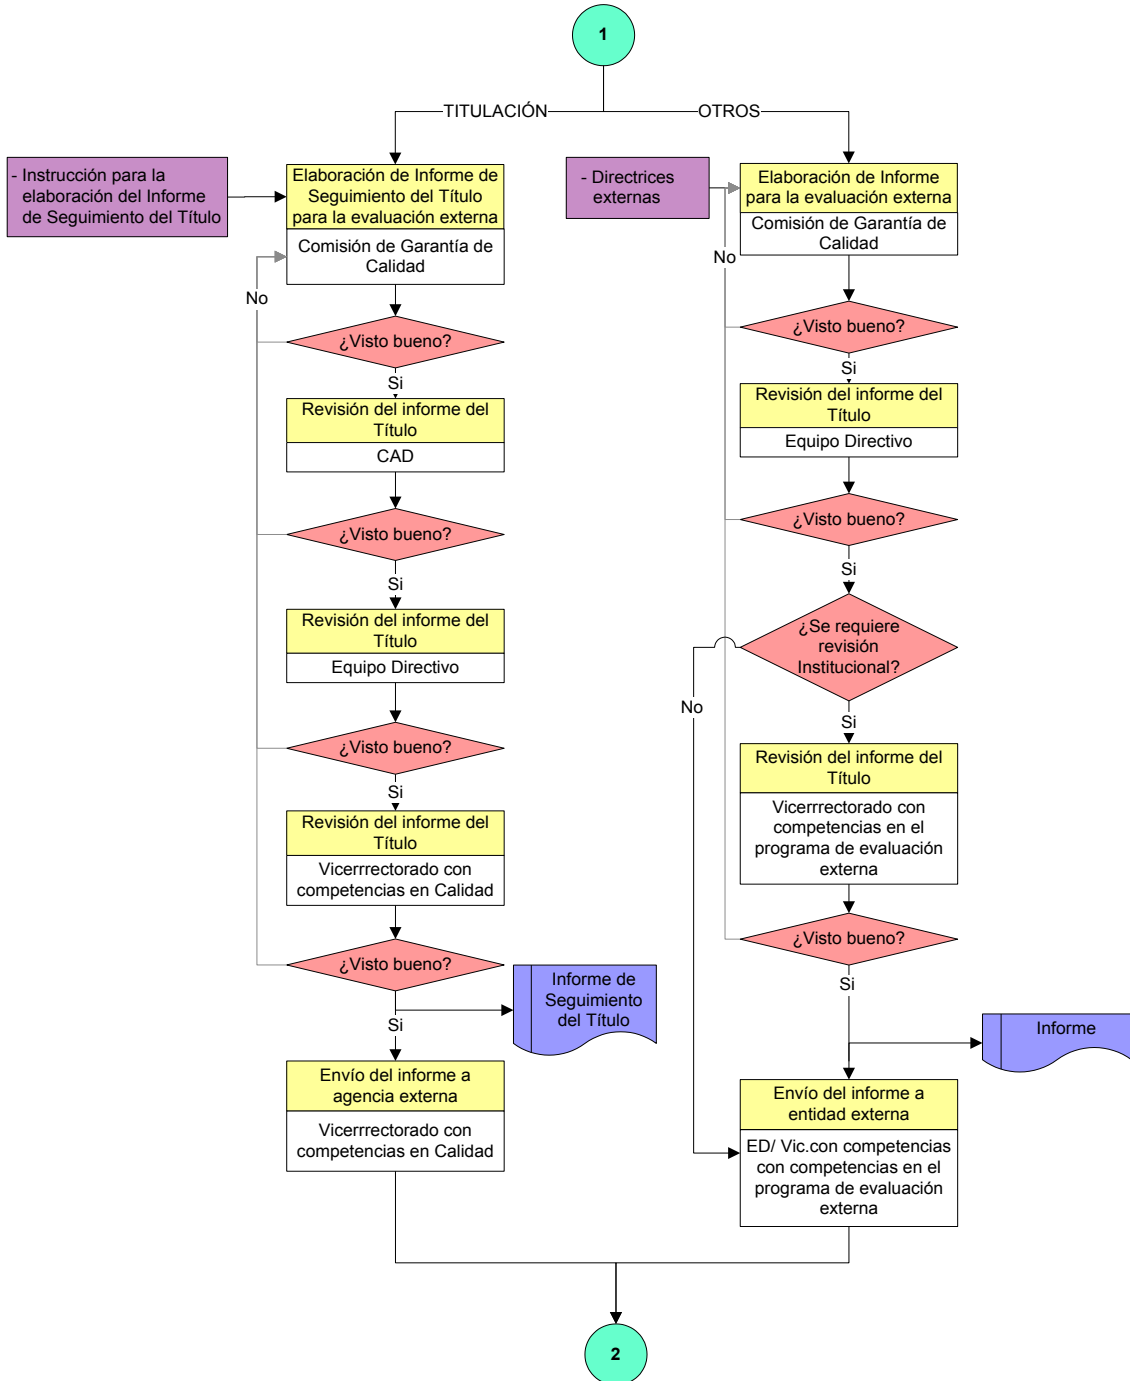 1
TITULACIÓN
OTROS
- Instrucción para la
elaboración del Informe
de Seguimiento del Título
Elaboración de Informe de
Seguimiento del Título
para la evaluación externa
Comisión de Garantía de
Calidad
No
¿Visto bueno?
Si
Revisión del informe del
Título
CAD
¿Visto bueno?
Si
Revisión del informe del
Título
Equipo Directivo
¿Visto bueno?
Si
Revisión del informe del
Título
Vicerrrectorado con
competencias en Calidad
¿Visto bueno?
Informe de
Seguimiento
del Título
Si
Envío del informe a
agencia externa
Vicerrrectorado con
competencias en Calidad
- Directrices
externas
Elaboración de Informe
para la evaluación externa
Comisión de Garantía de
Calidad
No
¿Visto bueno?
Si
Revisión del informe del
Título
Equipo Directivo
¿Visto bueno?
Si
¿Se requiere
revisión
Institucional?
No
Si
Revisión del informe del
Título
Vicerrrectorado con
competencias en el
programa de evaluación
externa
¿Visto bueno?
Si
Informe
Envío del informe a
entidad externa
ED/ Vic.con competencias
con competencias en el
programa de evaluación
externa
2